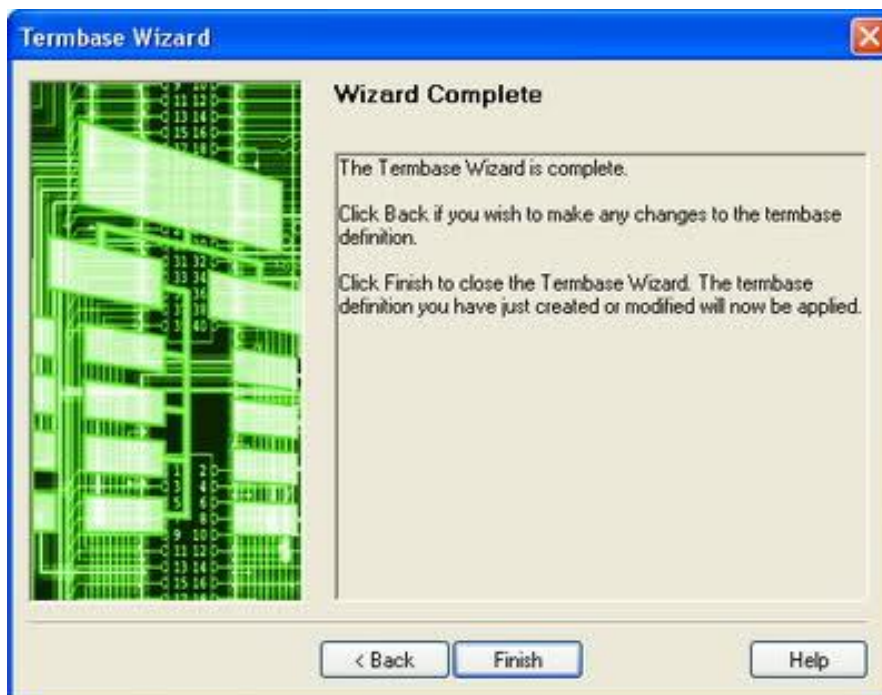 Termbase Wizard
Wizard Complete
The Termbase Wizard is complete.
Click Back if you wish to make any changes to the termbase
definition.
Click Finish to close the Termbase Wizard. The termbase
definition you have just created or modified will now be applied.
< Back
Finish
Help